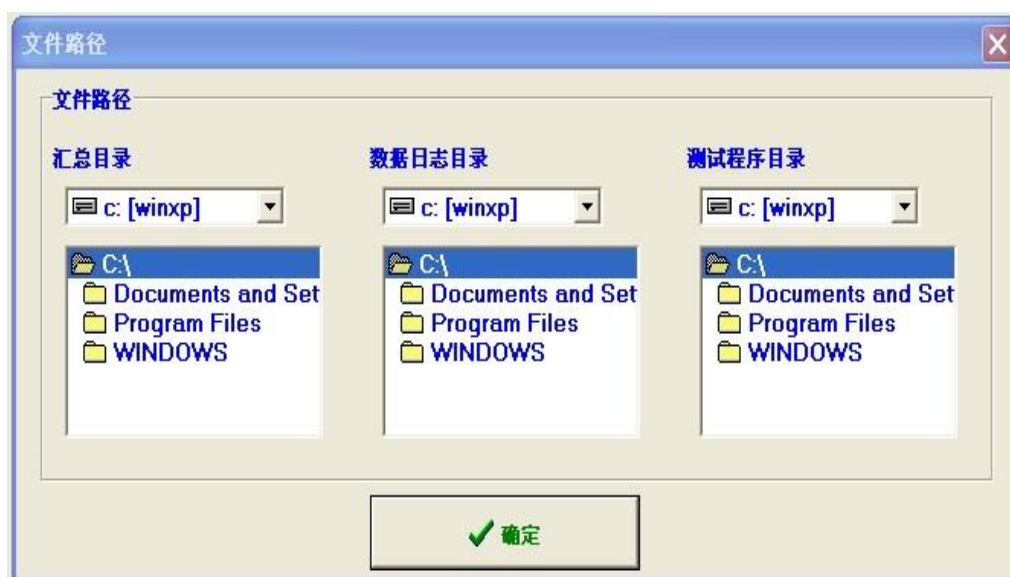 文件路径
文件路径
汇总目录
数据日志目录
测试程序目录
c: [winxp]
c: [winxp]
c: [winxp]
C:\
Documents and Set
Program Files
WINDOWS
C:\
Documents and Set
Program Files
WINDOWS
C:\
Documents and Set
Program Files
WINDOWS
确定